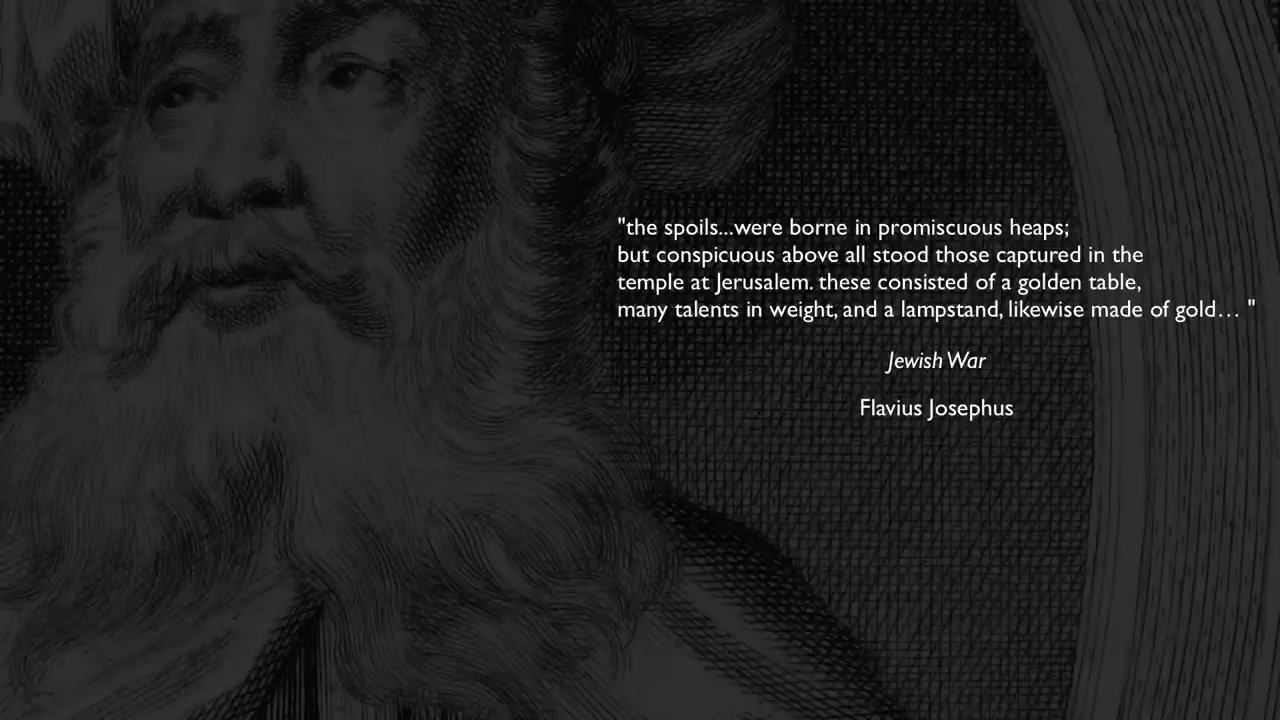 "the spoils...were borne in promiscuous heaps;
but conspicuous above all stood those captured in the
temple at Jerusalem. these consisted of a golden table,
many talents in weight, and a lampstand, likewise made of gold… "
Jewish War
Flavius Josephus